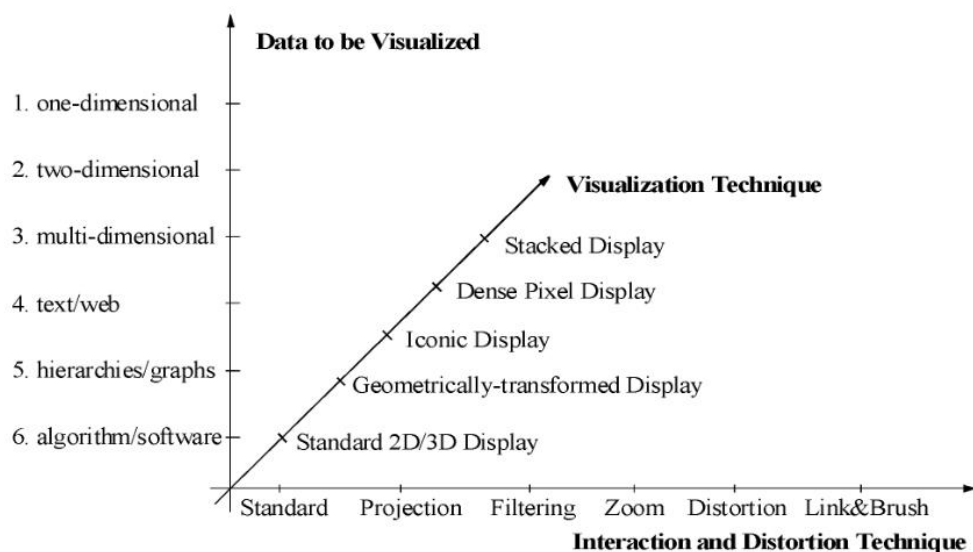 Data to be Visualized
1. one-dimensional
2. two-dimensional
Visualization Technique
3. multi-dimensional
Stacked Display
Dense Pixel Display
4. text/web
Iconic Display
5. hierarchies/graphs
Geometrically-transformed Display
6. algorithm/software
Standard 2D/3D Display
Standard Projection Filtering Zoom Distortion Link&Brush
Interaction and Distortion Technique